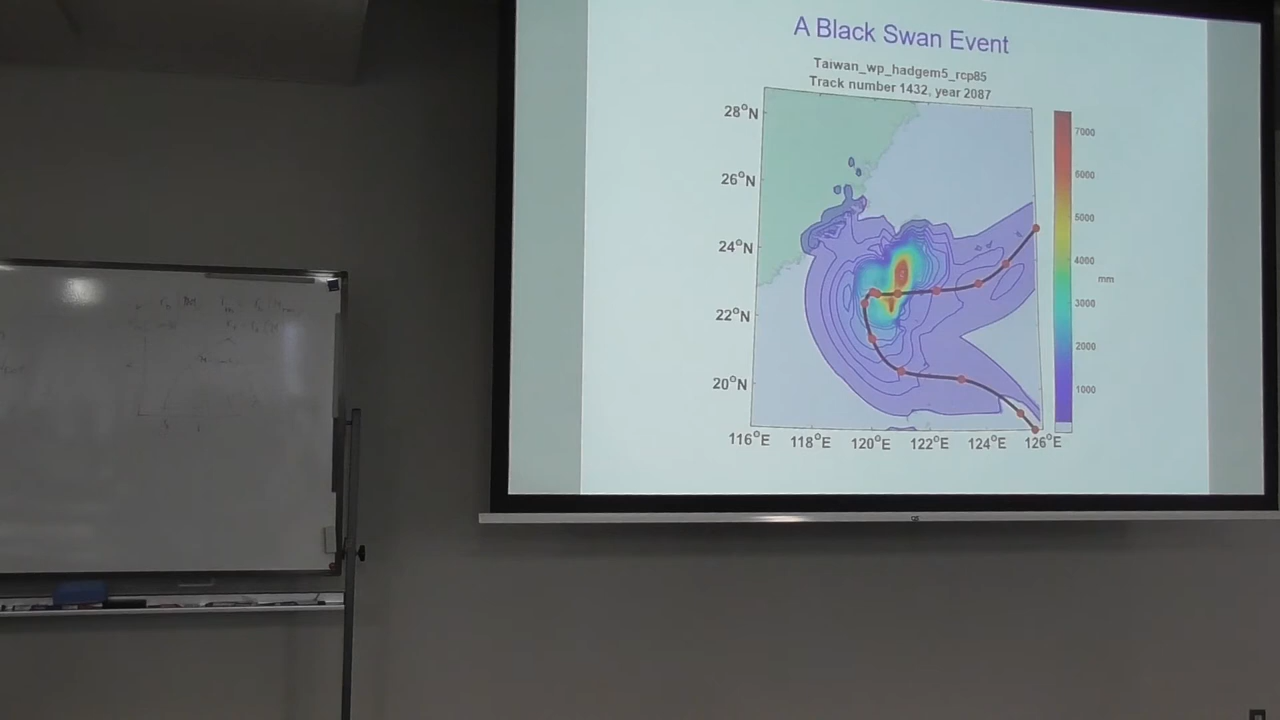 A Black Swan Event
Taiwan_wp_hadgem5_rcp85
Track number 1432, year 2087
28°N
26°N
24°N
22°N
20°N
116°E 118°E 120°E 122°E 124°E 126°E
7000
6000
5000
4000
mm
3000
2000
1000